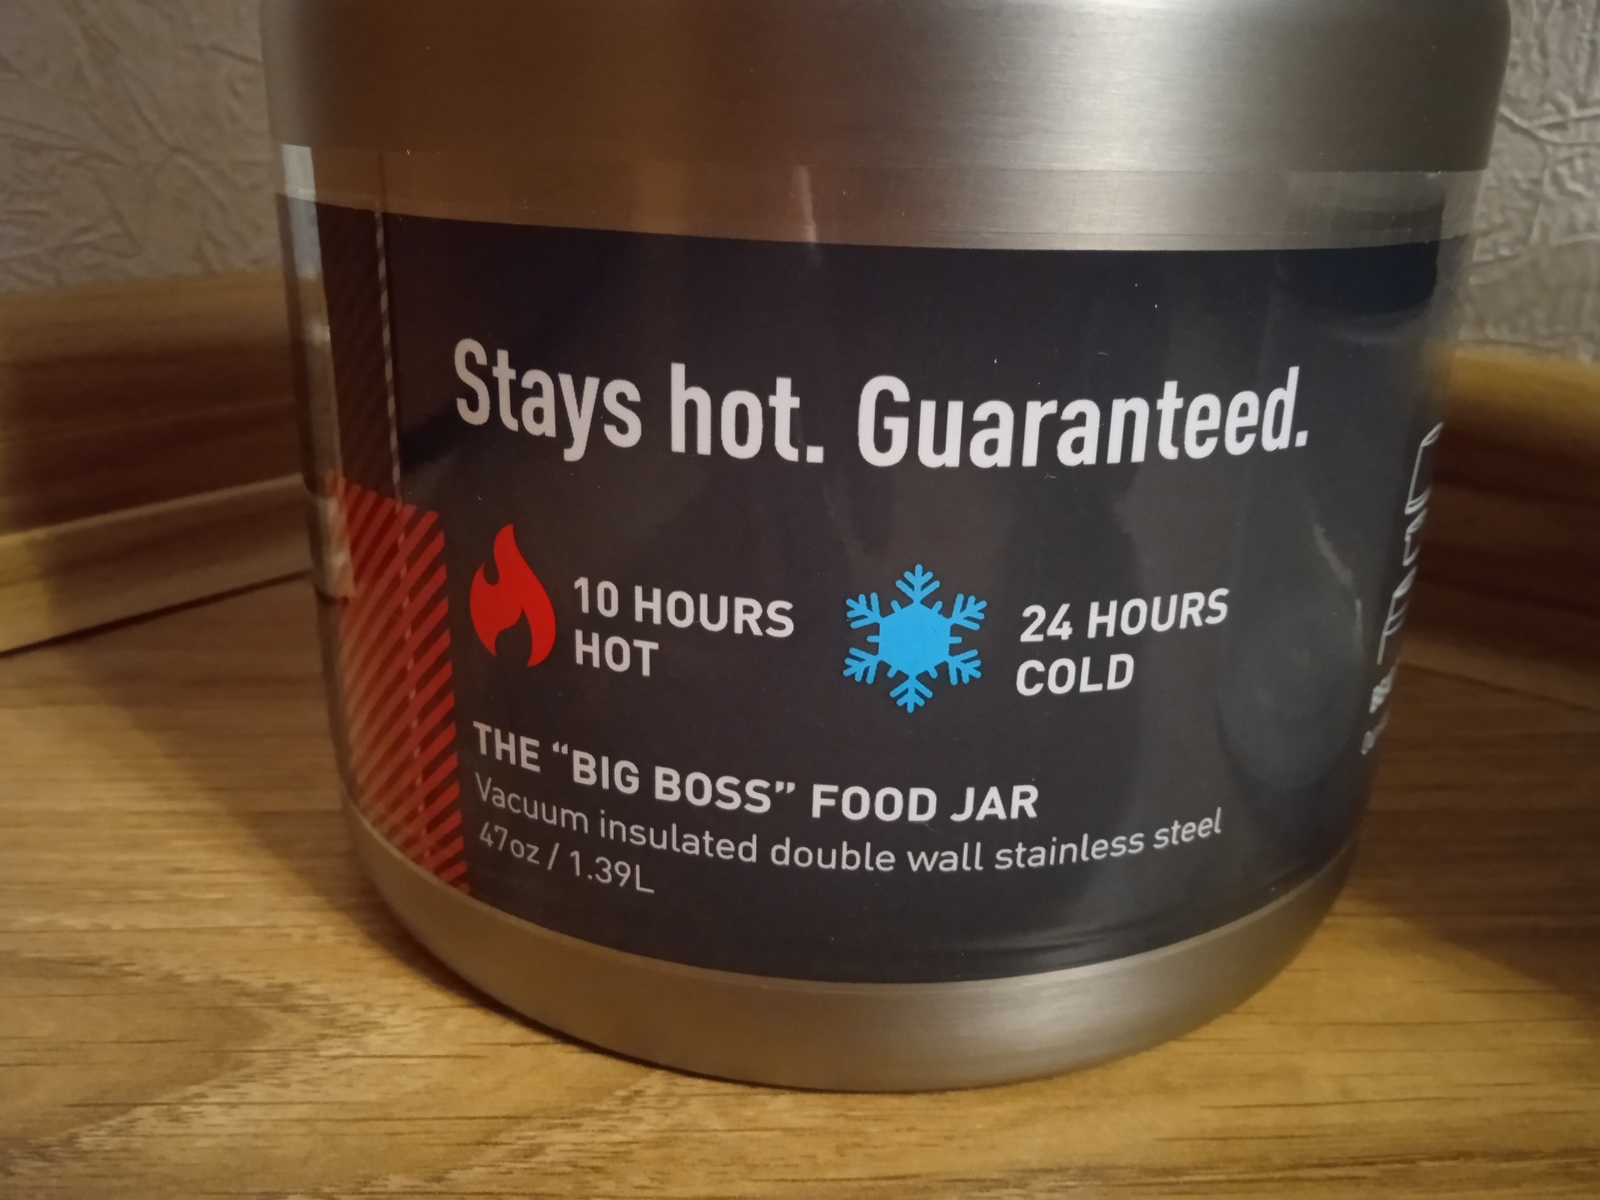 Stays hot. Guaranteed.
10 HOURS
HOT
24 HOURS
COLD
THE “BIG BOSS” FOOD JAR
Vacuum insulated double wall stainless steel
47oz / 1.39L